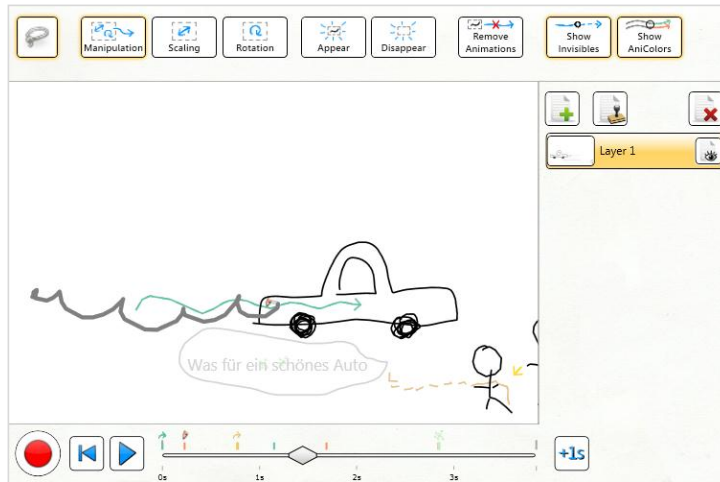 Manipulation
Scaling
Rotation
Appear
Disappear
Remove
Animations
Show
Invisibles
Show
AniColors
Layer 1
Was für ein schönes Auto
0s
1s
2s
3s
+1s